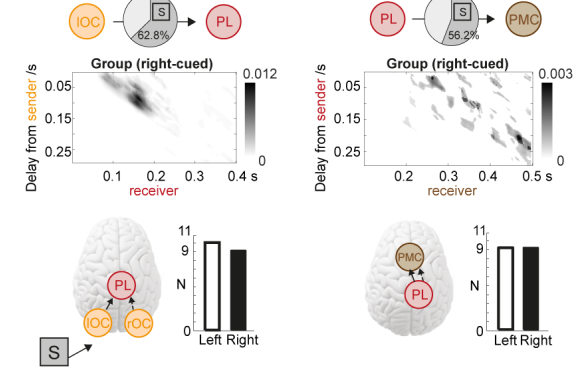 lOC S PL
62.8%
Group (right-cued)
0.012
0.05
0.15
0.25
0
Delay from sender /s
0.1 0.2 0.3 0.4 s
receiver
PL S PMC
56.2%
Group (right-cued)
0.003
0.05
0.15
0.25
0
Delay from sender /s
0.2 0.3 0.4 0.5 s
receiver
PL
lOC rOC
S
11
9
N
0
Left Right
PMC
PL
11
9
N
0
Left Right